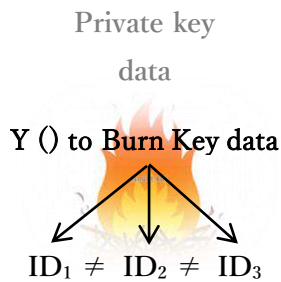 Private key
data
Y () to Burn Key data
ID₁ ≠ ID₂ ≠ ID₃